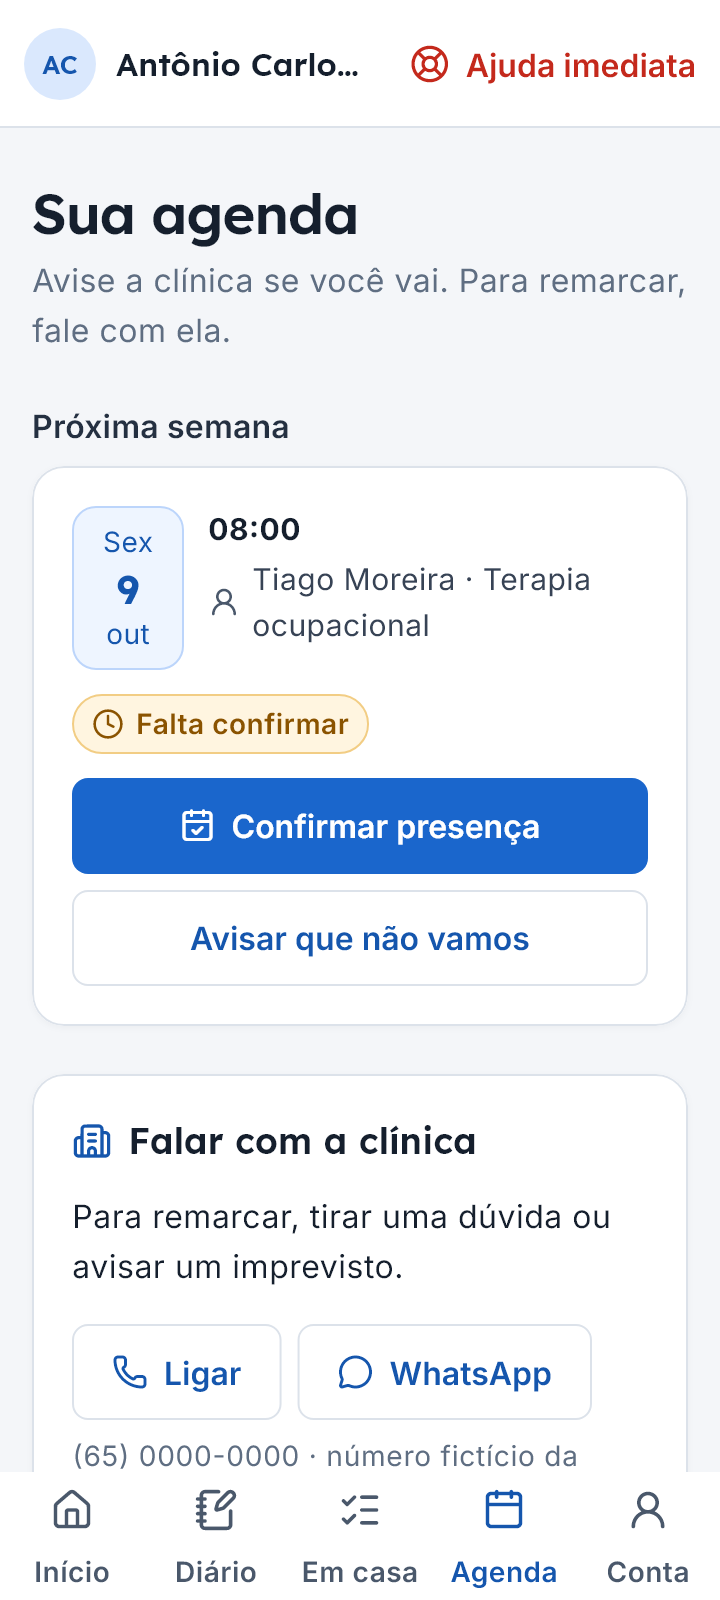 AC
Antônio Carlo...
Ajuda imediata
Sua agenda
Avise a clínica se você vai. Para remarcar,
fale com ela.
Próxima semana
Sex
9
out
08:00
Tiago Moreira · Terapia
ocupacional
Falta confirmar
Confirmar presença
Avisar que não vamos
Falar com a clínica
Para remarcar, tirar uma dúvida ou
avisar um imprevisto.
Ligar
WhatsApp
(65) 0000-0000 · número fictício da
Início
Diário
Em casa
Agenda
Conta